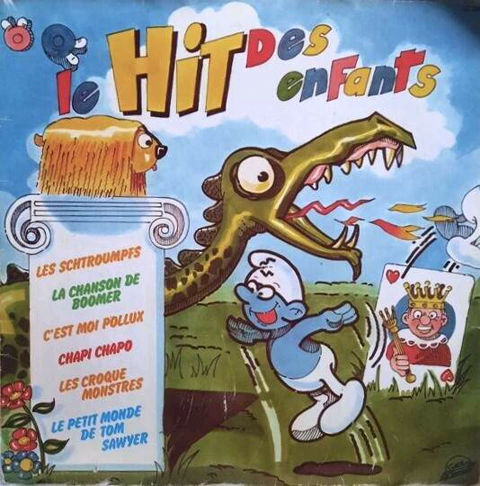 le HiT Des
enfants
LES SCHTROUMPFS
LA CHANSON DE
BOOMER
C'EST MOI POLLUX
CHAPI CHAPO
LES CROQUE
MONSTRES
LE PETIT MONDE
DE TOM
SAWYER